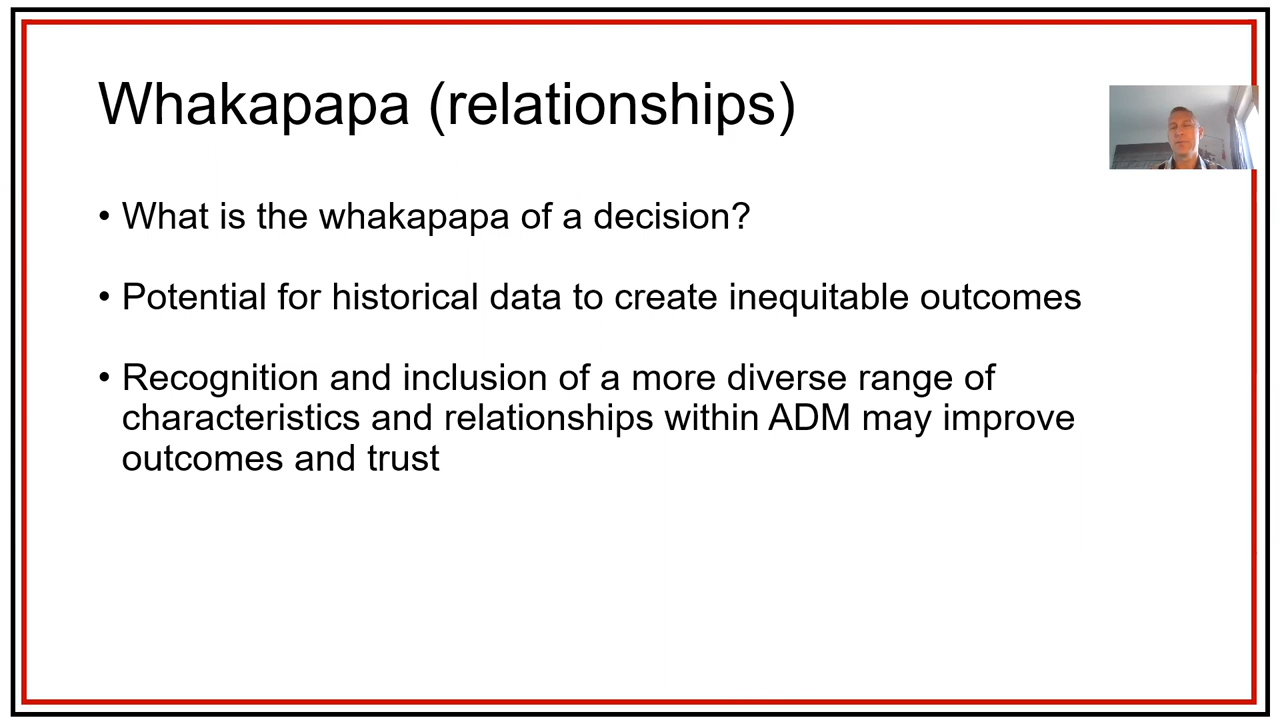 Whakapapa (relationships)
• What is the whakapapa of a decision?
• Potential for historical data to create inequitable outcomes
• Recognition and inclusion of a more diverse range of
characteristics and relationships within ADM may improve
outcomes and trust